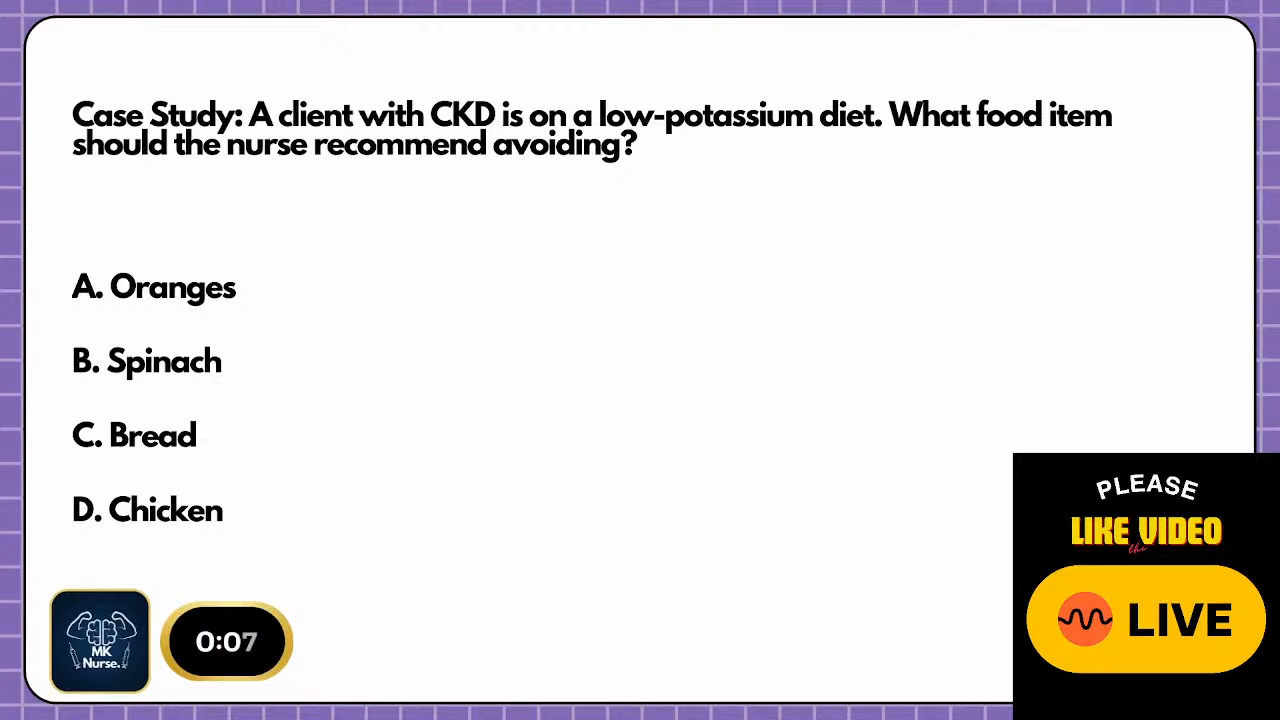 Case Study: A client with CKD is on a low-potassium diet. What food item
should the nurse recommend avoiding?
A. Oranges
B. Spinach
C. Bread
D. Chicken
MK
Nurse.
0:07
PLEASE
LIKE VIDEO
thi
LIVE